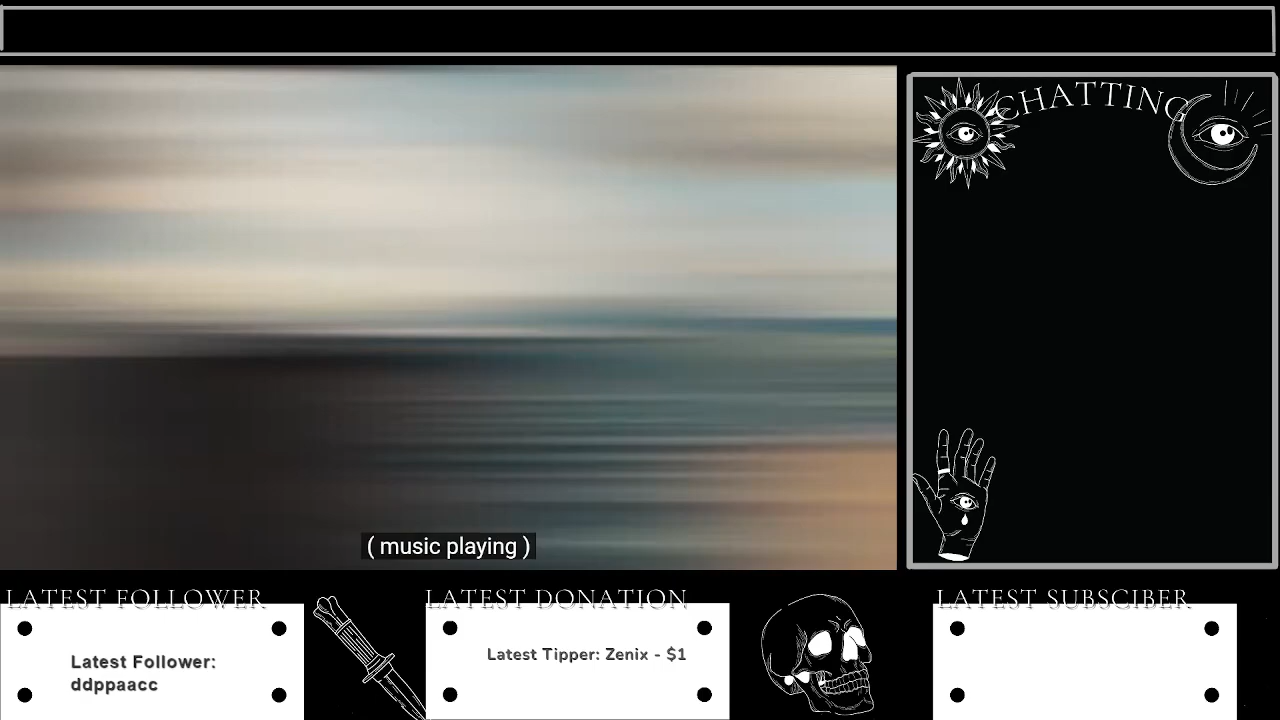 CHATTING
( music playing )
LATEST FOLLOWER
Latest Follower:
ddppaacc
LATEST DONATION
Latest Tipper: Zenix - $1
LATEST SUBSCIBER